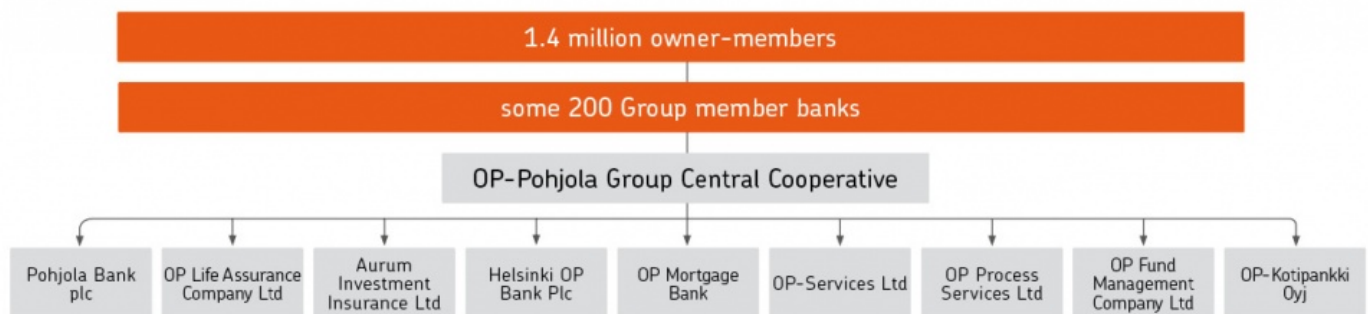 1.4 million owner-members
some 200 Group member banks
OP-Pohjola Group Central Cooperative
Pohjola Bank
plc
OP Life Assurance
Company Ltd
Aurum
Investment
Insurance Ltd
Helsinki OP
Bank Plc
OP Mortgage
Bank
OP-Services Ltd
OP Process
Services Ltd
OP Fund
Management
Company Ltd
OP-Kotipankki
Oyj